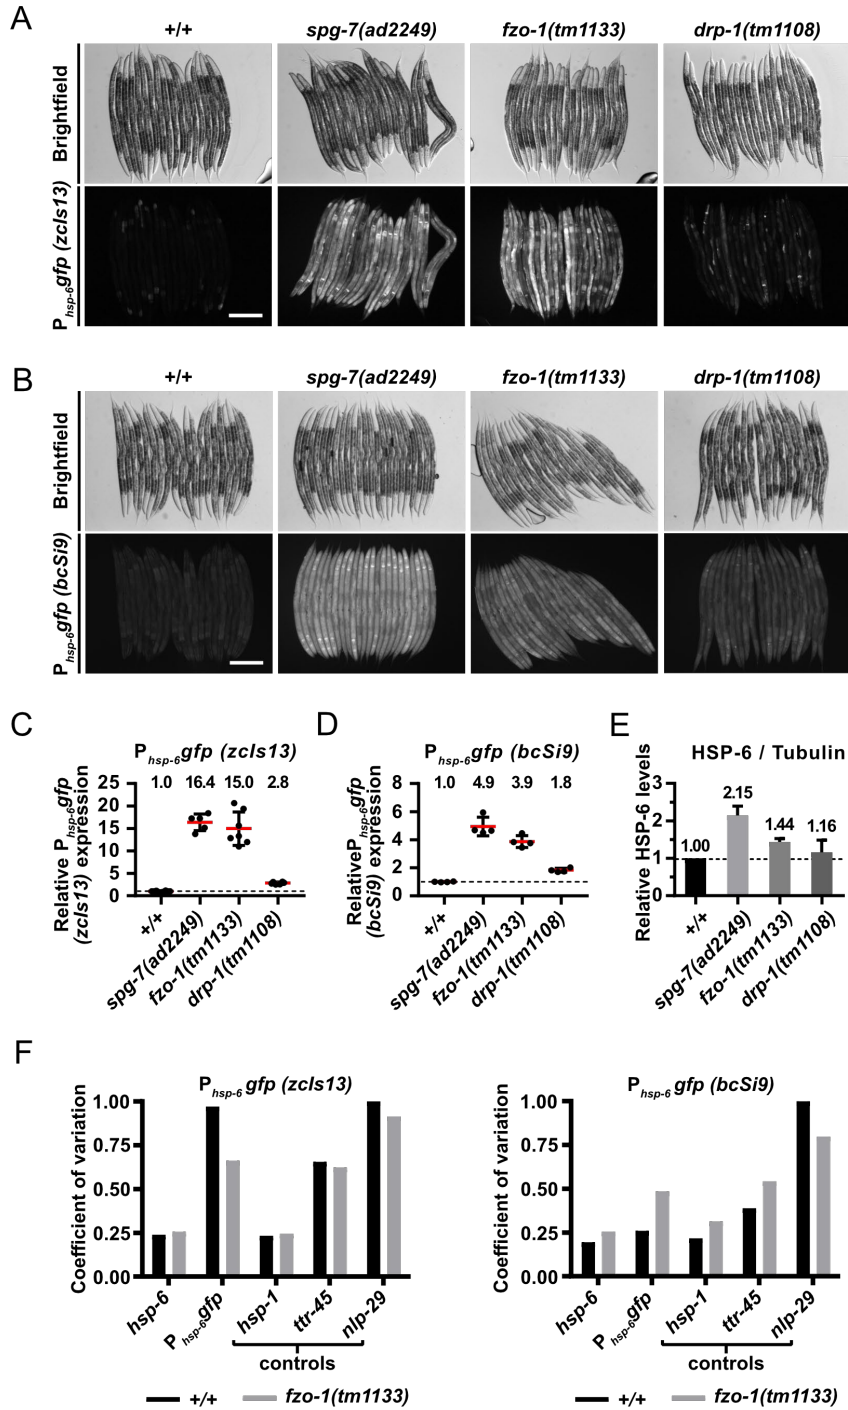 A
+/+
spg-7(ad2249)
fzo-1(tm1133)
drp-1(tm1108)
Brightfield
Phsp-6gfp (zcIs13)
B
+/+
spg-7(ad2249)
fzo-1(tm1133)
drp-1(tm1108)
Brightfield
Phsp-6gfp (bcSi9)
C
Phsp-6gfp (zcIs13)
1.0 16.4 15.0 2.8
Relative Phsp-6gfp
(zcIs13) expression
25
20
15
10
5
0
+/+
spg-7(ad2249)
fzo-1(tm1133)
drp-1(tm1108)
D
Phsp-6gfp (bcSi9)
1.0 4.9 3.9 1.8
RelativePhsp-6gfp
(bcSi9) expression
8
6
4
2
0
+/+
spg-7(ad2249)
fzo-1(tm1133)
drp-1(tm1108)
E
HSP-6 / Tubulin
Relative HSP-6 levels
3
2
1
0
1.00
2.15
1.44
1.16
+/+
spg-7(ad2249)
fzo-1(tm1133)
drp-1(tm1108)
F
Phsp-6 gfp (zcIs13)
Coefficient of variation
1.00
0.75
0.50
0.25
0.00
hsp-6
Phsp-6gfp
hsp-1
ttr-45
nlp-29
controls
+/+
fzo-1(tm1133)
Phsp-6 gfp (bcSi9)
Coefficient of variation
1.00
0.75
0.50
0.25
0.00
hsp-6
Phsp-6gfp
hsp-1
ttr-45
nlp-29
controls
+/+
fzo-1(tm1133)